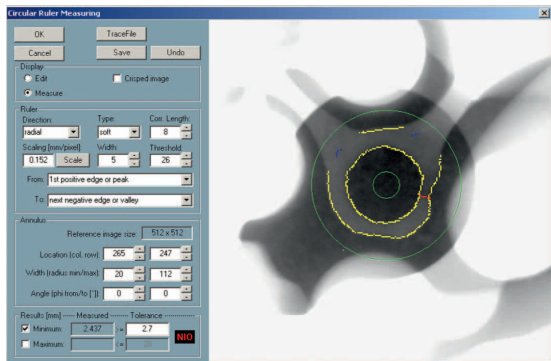 Circular Ruler Measuring
OK
TraceFile
Cancel
Save
Undo
Display
Edit
Crisped image
Measure
Ruler
Direction:
Type:
Corr. Length:
radial
soft
8
Scaling [mm/pixel]:
Width:
Threshold
0.152
Scale
5
26
From
1st positive edge or peak
To
next negative edge or valley
Annulus
Reference image size:
512 x 512
Location (col, row)
265
247
Width (radius min/max)
20
112
Angle (phi from/to [°])
0
0
Results [mm]
Measured
Tolerance
Minimum:
2.437
>=
2.7
NIO
Maximum:
<=